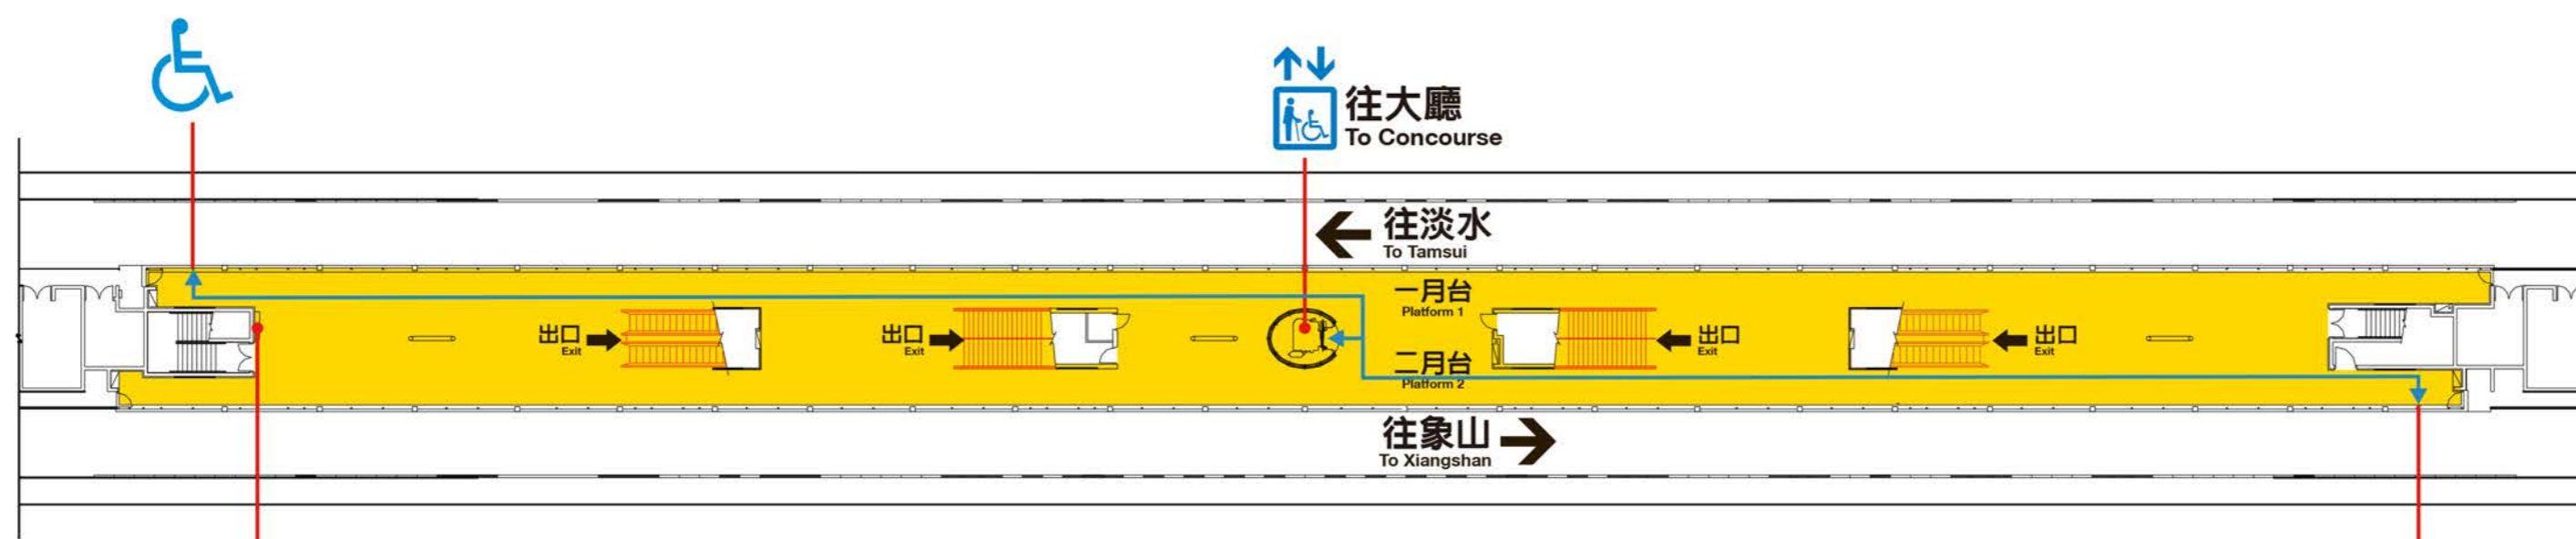 往大廳
To Concourse
往淡水
To Tamsui
一月台
Platform 1
出口
Exit
出口
Exit
出口
Exit
出口
Exit
二月台
Platform 2
往象山
To Xiangshan